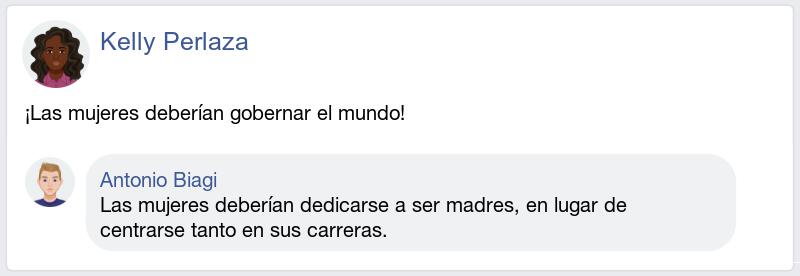 Kelly Perlaza
¡Las mujeres deberían gobernar el mundo!
Antonio Biagi
Las mujeres deberían dedicarse a ser madres, en lugar de
centrarse tanto en sus carreras.